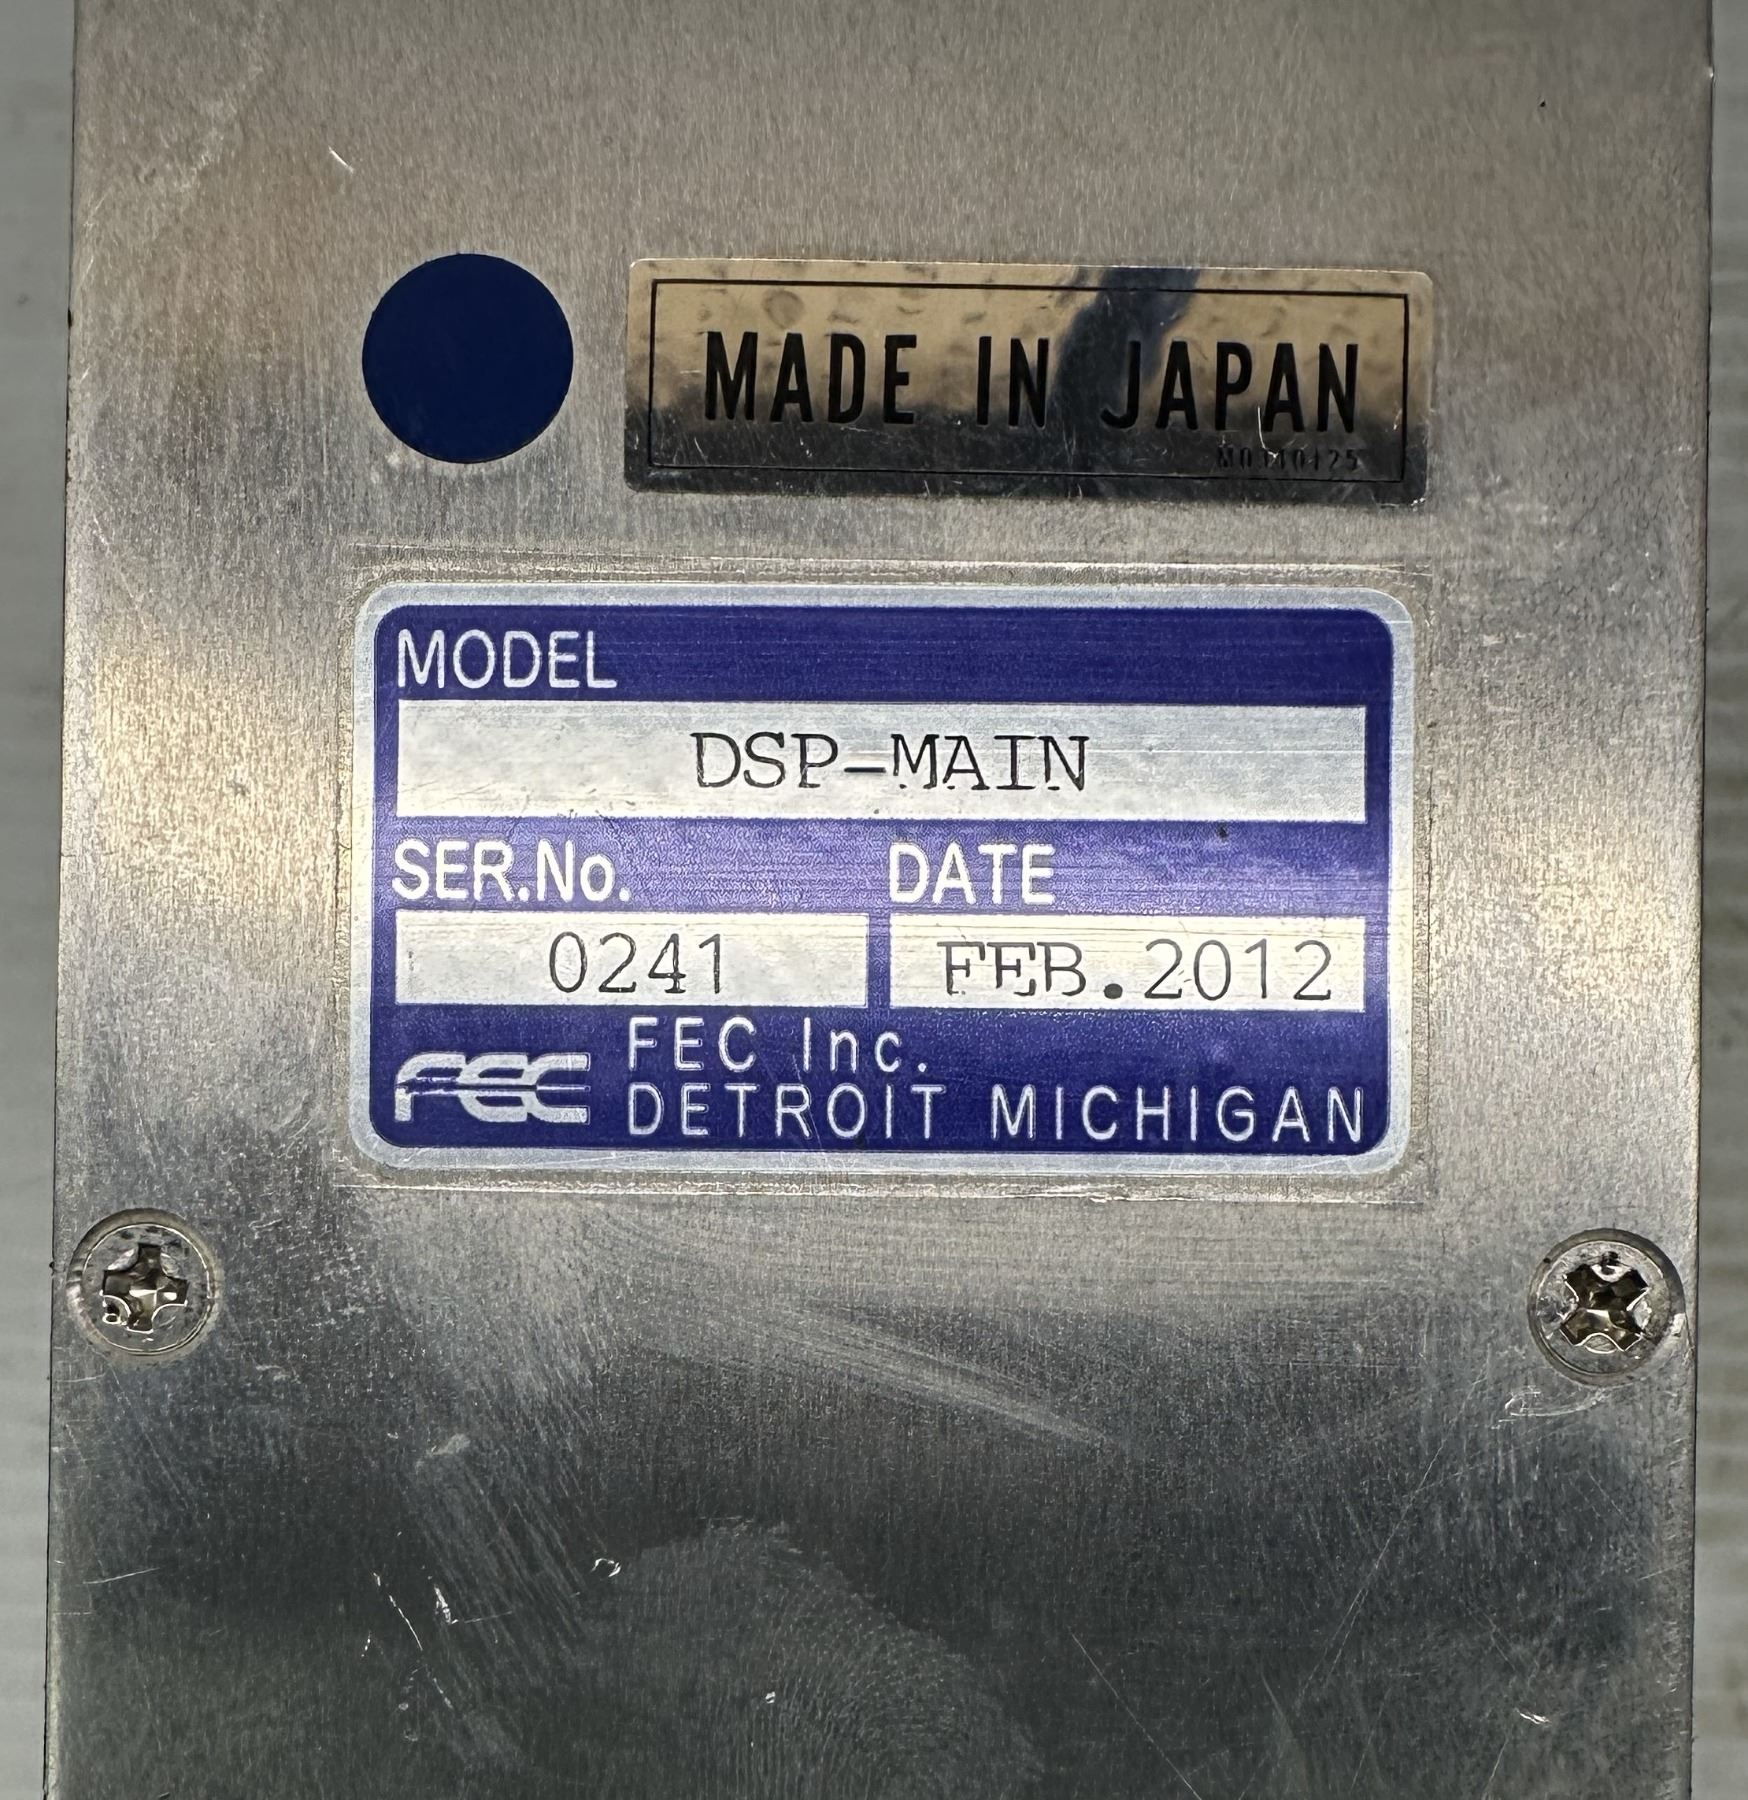 MADE IN JAPAN
MODEL
DSP-MAIN
SER.No. DATE
0241 FEB.2012
FEC FEC Inc.
DETROIT MICHIGAN